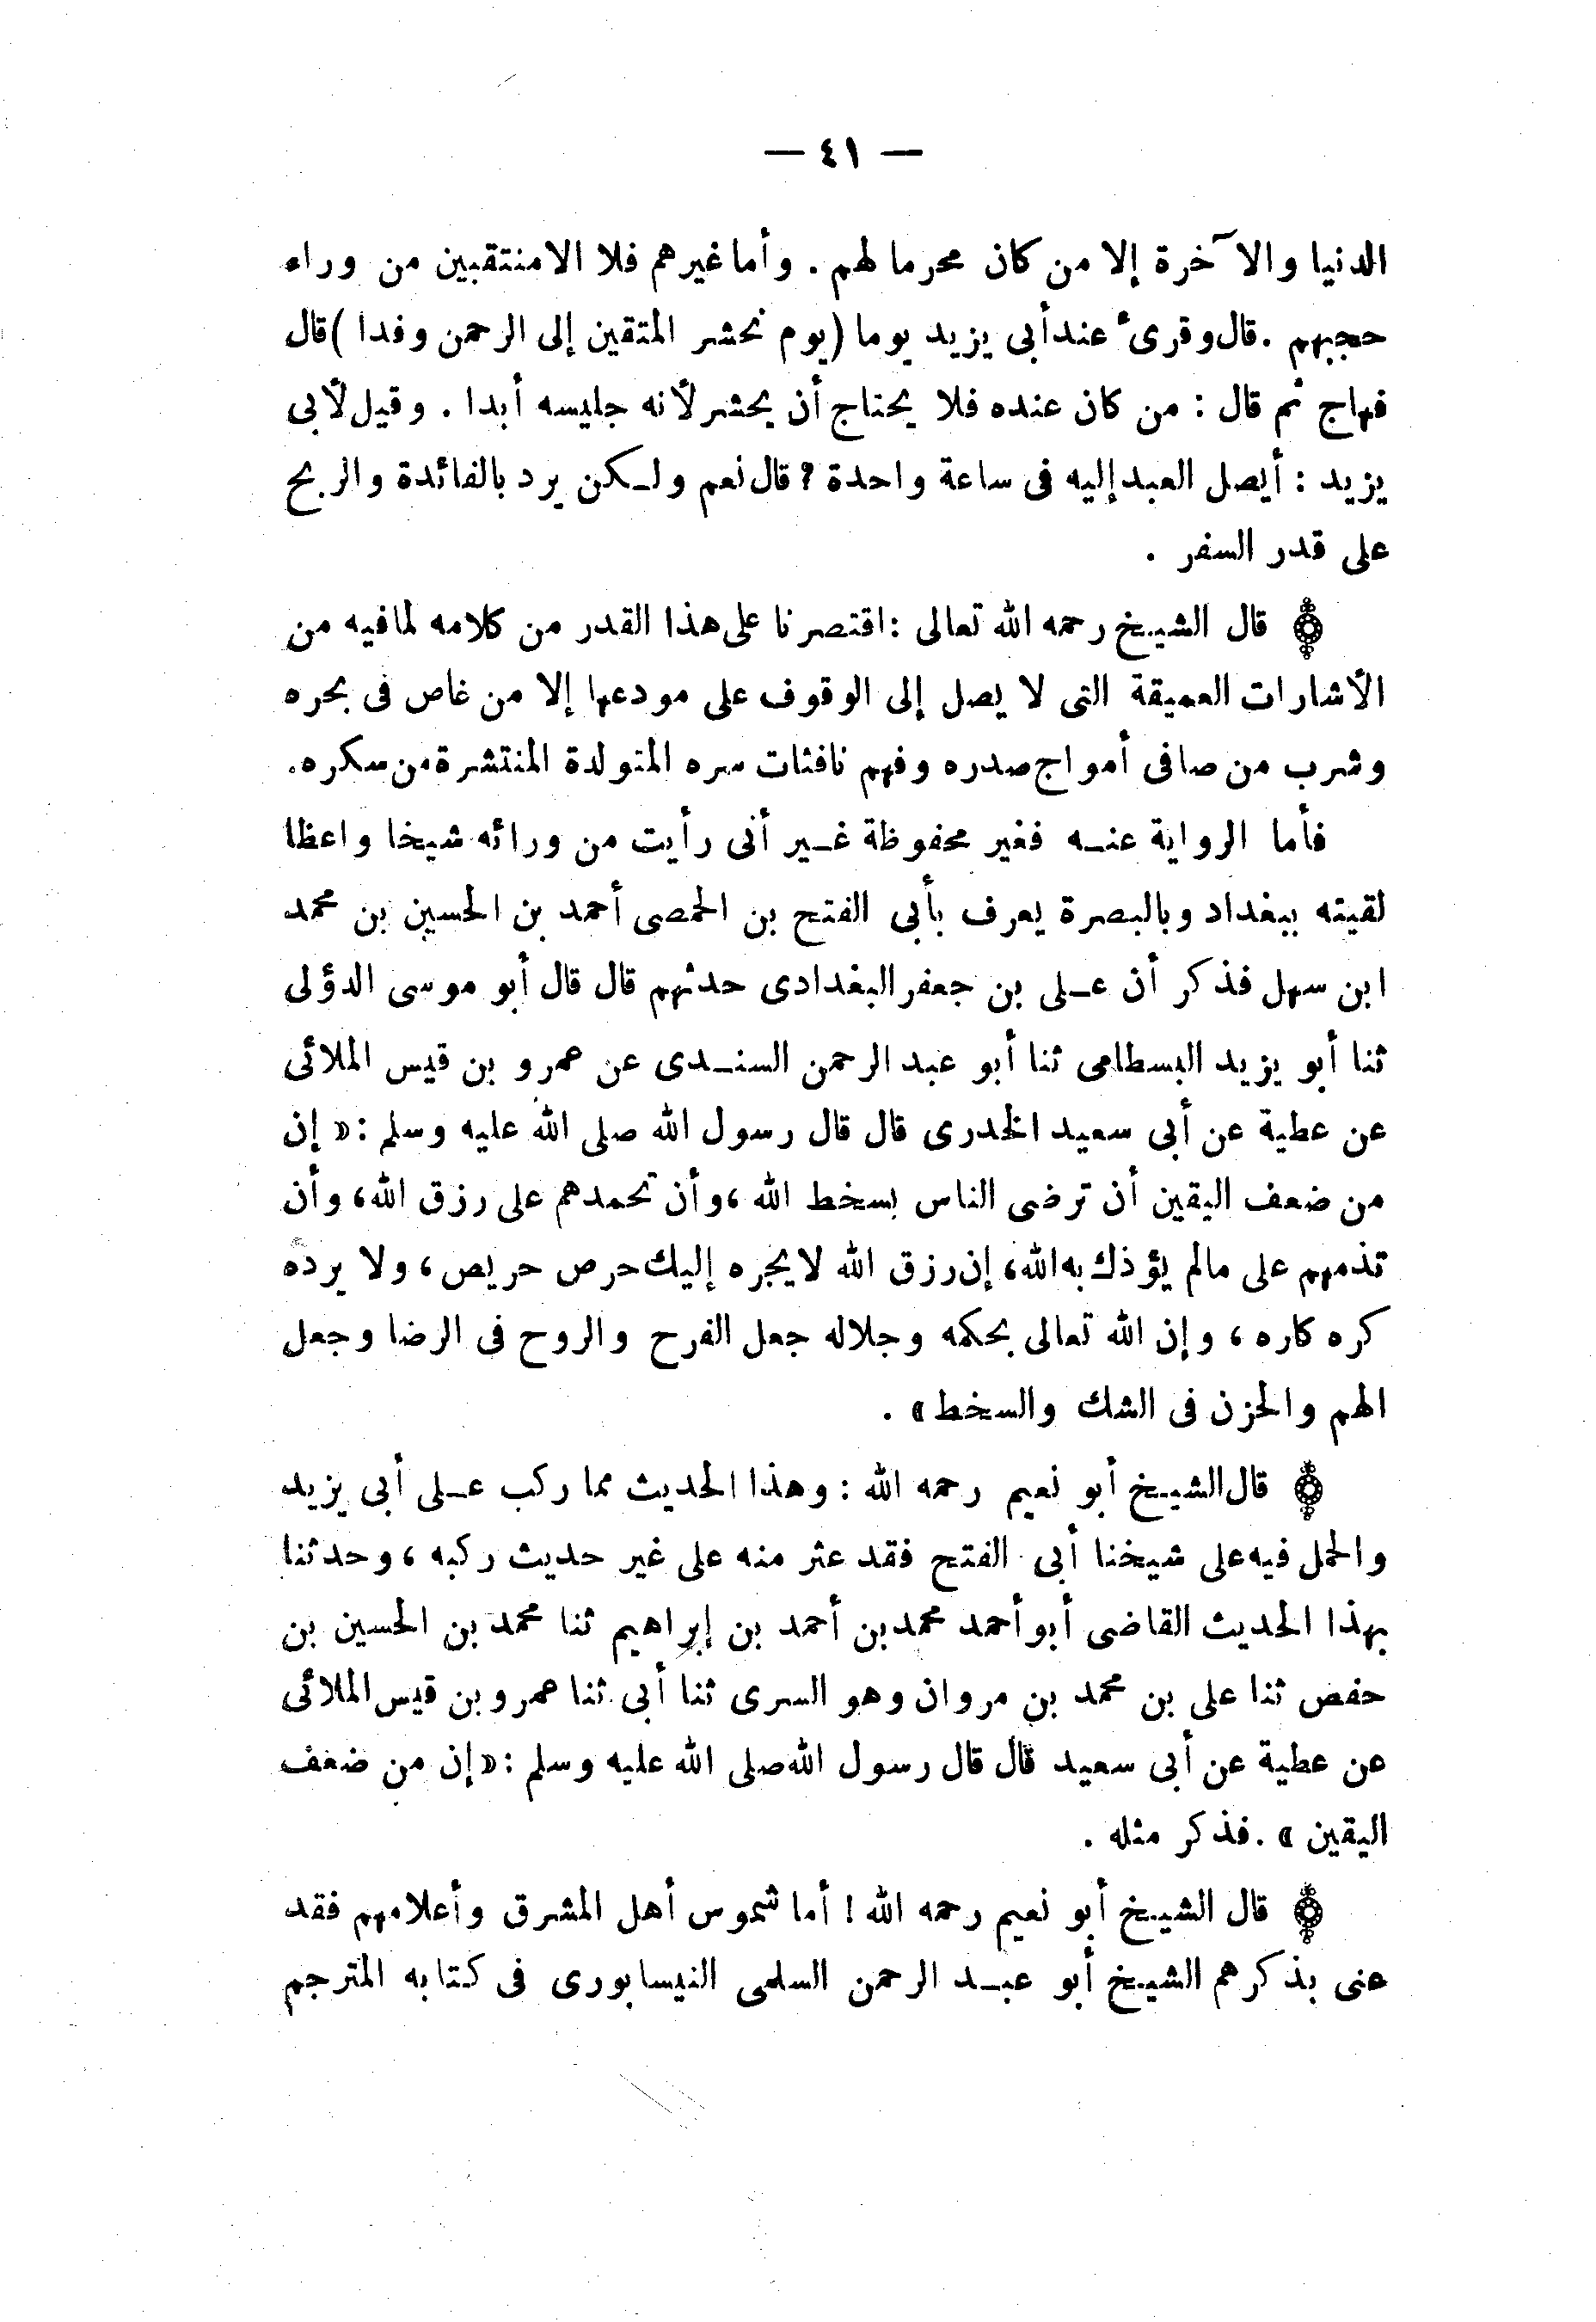 — ٤١ —
الدنيا والآخرة إلا من كان محرما لهم . وأما غيرهم فلا الا منتقبين من وراء
حجبهم . قال وقرىء عند أبى يزيد يوما (يوم نحشر المتقين إلى الرحمن وفدا ) قال
فهاج ثم قال : من كان عنده فلا يحتاج أن يحشر لأنه جليسه أبدا . وقيل لأبى
يزيد : أيصل العبد إليه فى ساعة واحدة ؟ قال نعم ولكن يرد بالفائدة والربح
على قدر السفر .
قال الشيخ رحمه الله تعالى : اقتصرنا على هذا القدر من كلامه لما فيه من
الأشارات العميقة التى لا يصل إلى الوقوف على مودعها إلا من غاص فى بحره
وشرب من صافى أمواج صدره وفهم نافثات سره المتولدة المنتشرة من سكره .
فأما الرواية عنه فغير محفوظة غير أنى رأيت من ورائه شيخا واعظا
لقيته ببغداد وبالبصرة يعرف بأبى الفتح بن الحمصى أحمد بن الحسين بن محمد
ابن سهل فذكر أن على بن جعفر البغدادى حدثهم قال قال أبو موسى الدؤلى
ثنا أبو يزيد البسطامى ثنا أبو عبد الرحمن السندى عن عمرو بن قيس الملائى
عن عطية عن أبى سعيد الخدرى قال قال رسول الله صلى الله عليه وسلم : « إن
من ضعف اليقين أن ترضى الناس بسخط الله ، وأن تحمدهم على رزق الله ، وأن
تذمهم على مالم يؤذك به الله ، إن رزق الله لا يجره إليك حرص حريص ، ولا يرده
كره كاره ، وإن الله تعالى بحكمه وجلاله جعل الفرح والروح فى الرضا وجعل
الهم والحزن فى الشك والسخط » .
قال الشيخ أبو نعيم رحمه الله : وهذا الحديث مما ركب على أبى يزيد
والحمل فيه على شيخنا أبى الفتح فقد عثر منه على غير حديث ركبه ، وحدثنا
بهذا الحديث القاضى أبو أحمد محمد بن أحمد بن إبراهيم ثنا محمد بن الحسين بن
حفص ثنا على بن محمد بن مروان وهو السرى ثنا أبى ثنا عمرو بن قيس الملائى
عن عطية عن أبى سعيد قال قال رسول الله صلى الله عليه وسلم : « إن من ضعف
اليقين » . فذكر مثله .
قال الشيخ أبو نعيم رحمه الله ! أما شموس أهل المشرق وأعلامهم فقد
عنى بذكرهم الشيخ أبو عبد الرحمن السلمى النيسابورى فى كتابه المترجم